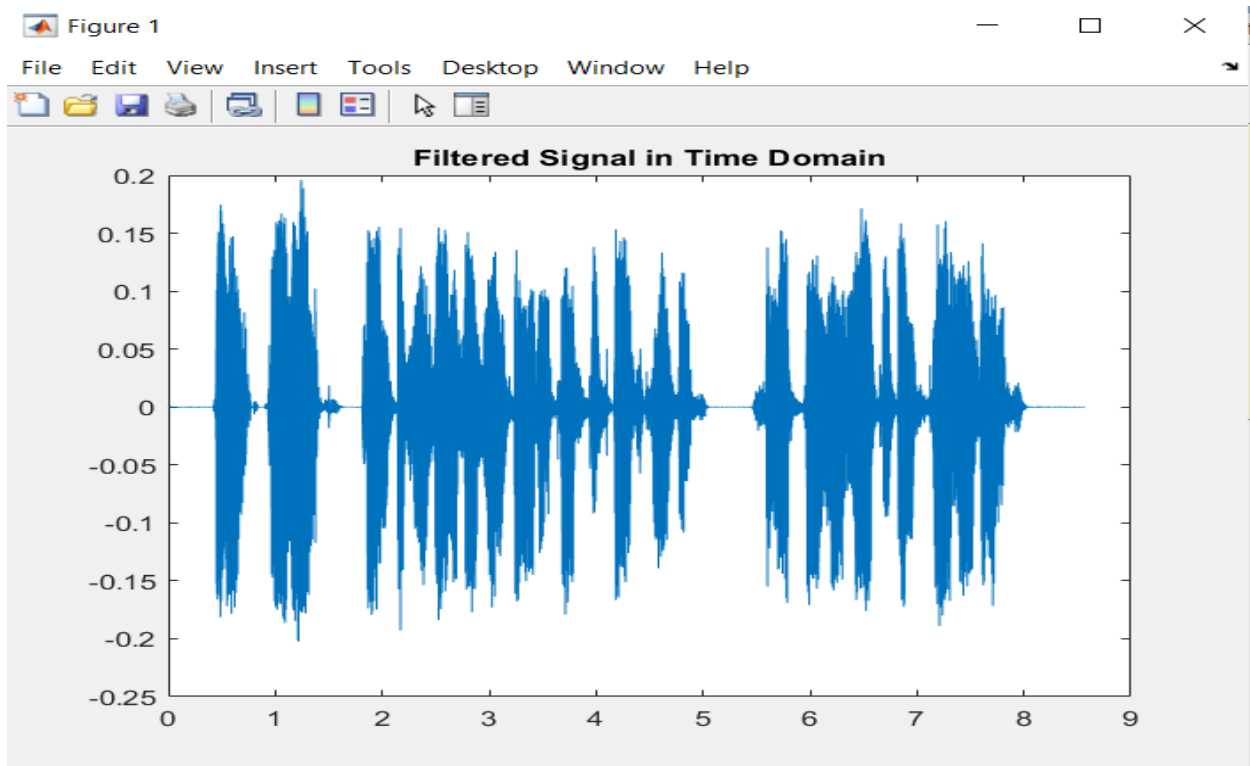 Figure 1
File Edit View Insert Tools Desktop Window Help
Filtered Signal in Time Domain
0.2
0.15
0.1
0.05
0
-0.05
-0.1
-0.15
-0.2
-0.25
0 1 2 3 4 5 6 7 8 9